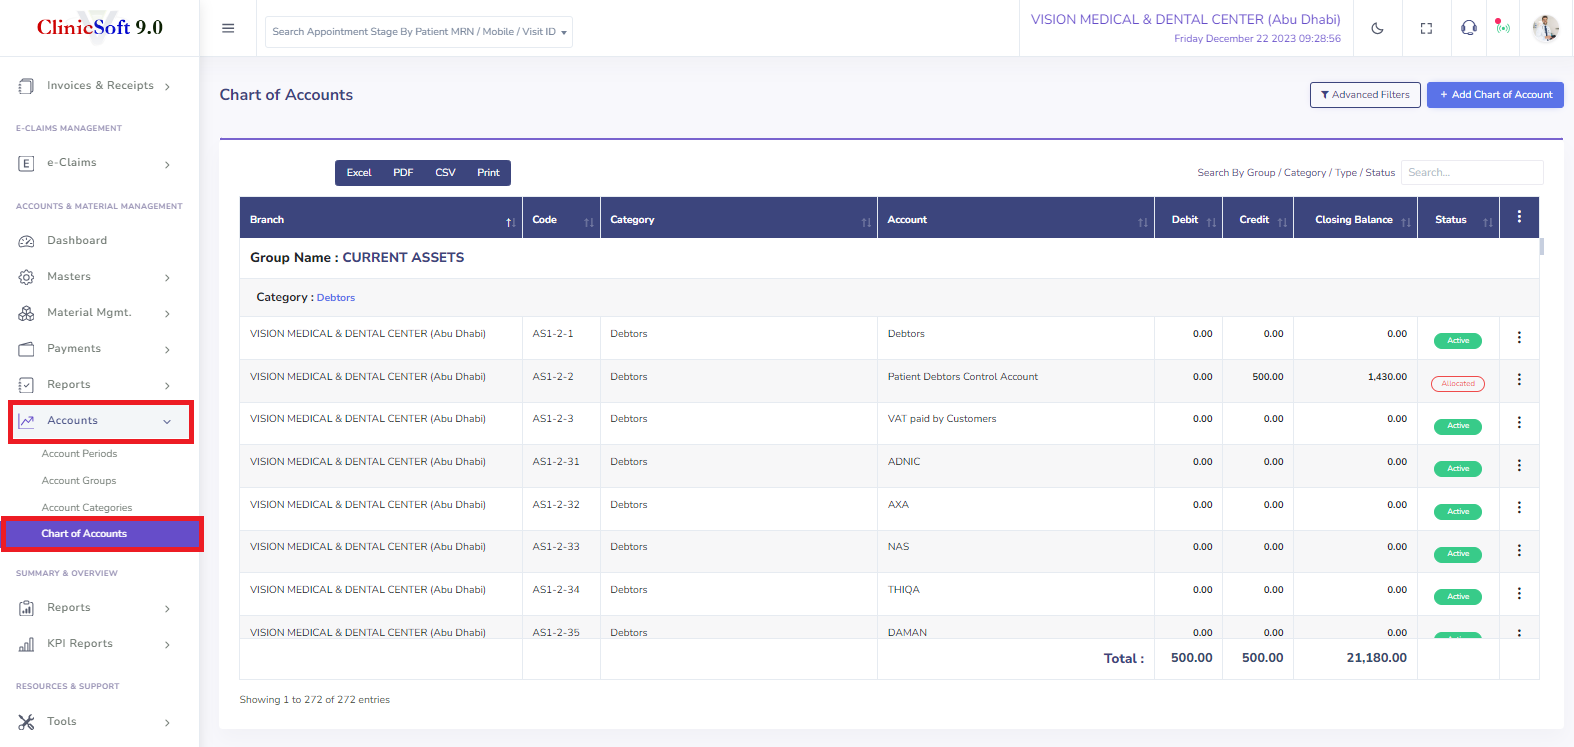 ClinicSoft 9.0
Search Appointment Stage By Patient MRN / Mobile / Visit ID
VISION MEDICAL & DENTAL CENTER (Abu Dhabi)
Friday December 22 2023 09:28:56
Invoices & Receipts
E-CLAIMS MANAGEMENT
e-Claims
ACCOUNTS & MATERIAL MANAGEMENT
Dashboard
Masters
Material Mgmt.
Payments
Reports
Accounts
Account Periods
Account Groups
Account Categories
Chart of Accounts
SUMMARY & OVERVIEW
Reports
KPI Reports
RESOURCES & SUPPORT
Tools
Chart of Accounts
Advanced Filters
+ Add Chart of Account
Excel PDF CSV Print
Search By Group / Category / Type / Status Search...
Branch Code Category Account Debit Credit Closing Balance Status
Group Name : CURRENT ASSETS
Category : Debtors
VISION MEDICAL & DENTAL CENTER (Abu Dhabi) AS1-2-1 Debtors Debtors 0.00 0.00 0.00 Active
VISION MEDICAL & DENTAL CENTER (Abu Dhabi) AS1-2-2 Debtors Patient Debtors Control Account 0.00 500.00 1,430.00 Allocated
VISION MEDICAL & DENTAL CENTER (Abu Dhabi) AS1-2-3 Debtors VAT paid by Customers 0.00 0.00 0.00 Active
VISION MEDICAL & DENTAL CENTER (Abu Dhabi) AS1-2-31 Debtors ADNIC 0.00 0.00 0.00 Active
VISION MEDICAL & DENTAL CENTER (Abu Dhabi) AS1-2-32 Debtors AXA 0.00 0.00 0.00 Active
VISION MEDICAL & DENTAL CENTER (Abu Dhabi) AS1-2-33 Debtors NAS 0.00 0.00 0.00 Active
VISION MEDICAL & DENTAL CENTER (Abu Dhabi) AS1-2-34 Debtors THIQA 0.00 0.00 0.00 Active
VISION MEDICAL & DENTAL CENTER (Abu Dhabi) AS1-2-35 Debtors DAMAN 0.00 0.00 0.00
Total : 500.00 500.00 21,180.00
Showing 1 to 272 of 272 entries